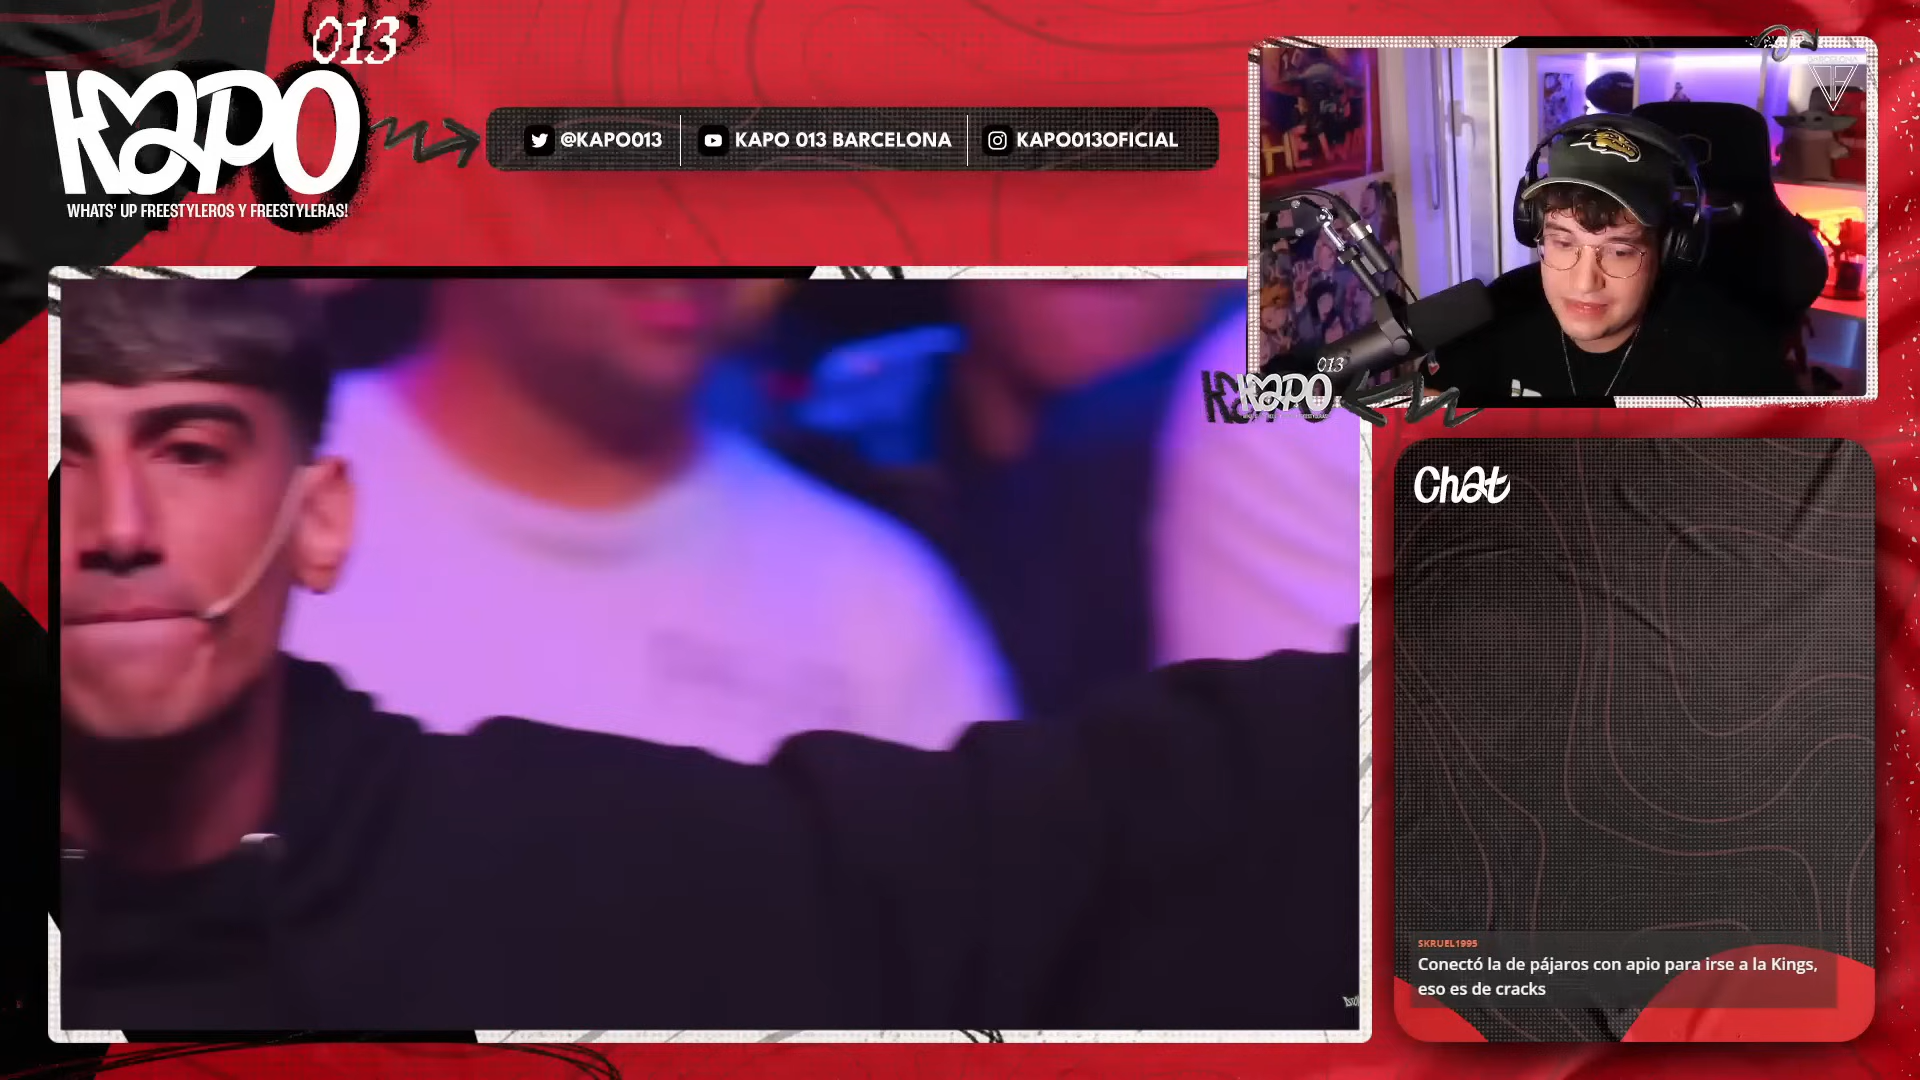 013
KAPO
WHATS' UP FREESTYLEROS Y FREESTYLERAS!
@KAPO013
KAPO 013 BARCELONA
KAPO013OFICIAL
013
KAPO
Chat
SKRUEL1995
Conectó la de pájaros con apio para irse a la Kings,
eso es de cracks